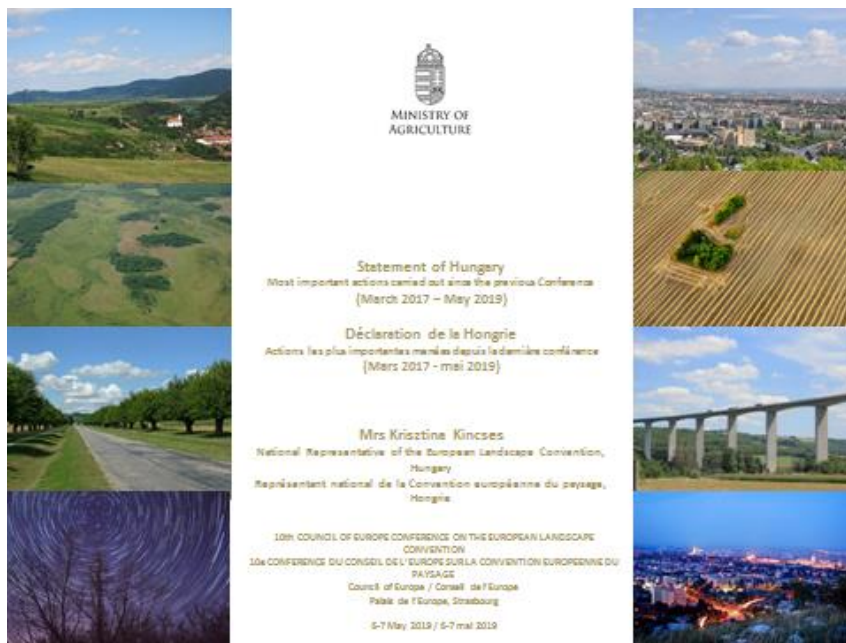 MINISTRY OF
AGRICULTURE
Statement of Hungary
Most important actions carried out since the previous Conference
(March 2017 – May 2019)
Déclaration de la Hongrie
Actions les plus importantes menées depuis la dernière conférence
(Mars 2017 - mai 2019)
Mrs Krisztina Kincses
National Representative of the European Landscape Convention,
Hungary
Représentant national de la Convention européenne du paysage,
Hongrie
10th COUNCIL OF EUROPE CONFERENCE ON THE EUROPEAN LANDSCAPE
CONVENTION
10e CONFERENCE DU CONSEIL DE L'EUROPE SUR LA CONVENTION EUROPEENNE DU
PAYSAGE
Council of Europe / Conseil de l'Europe
Palais de l'Europe, Strasbourg
6-7 May 2019 / 6-7 mai 2019